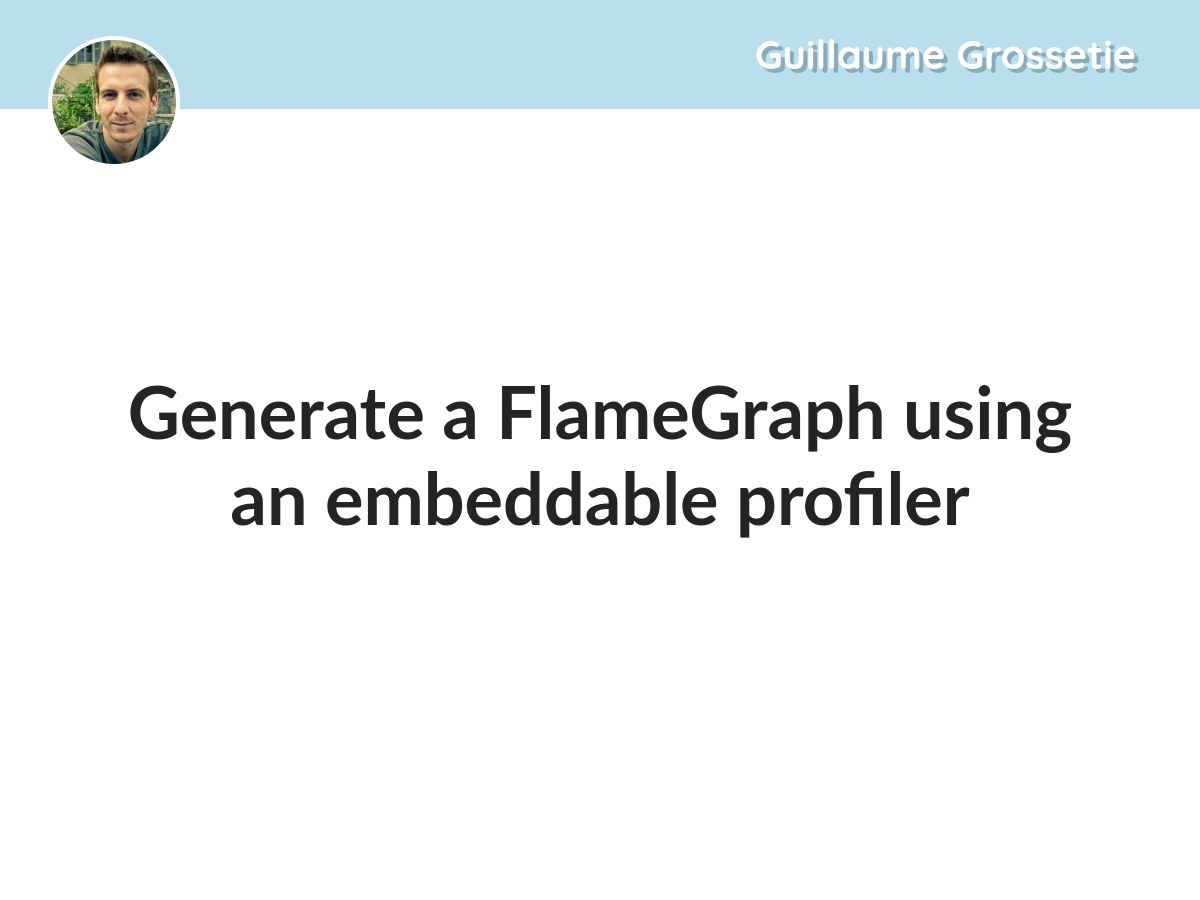 Guillaume Grossetie
Generate a FlameGraph using
an embeddable profiler